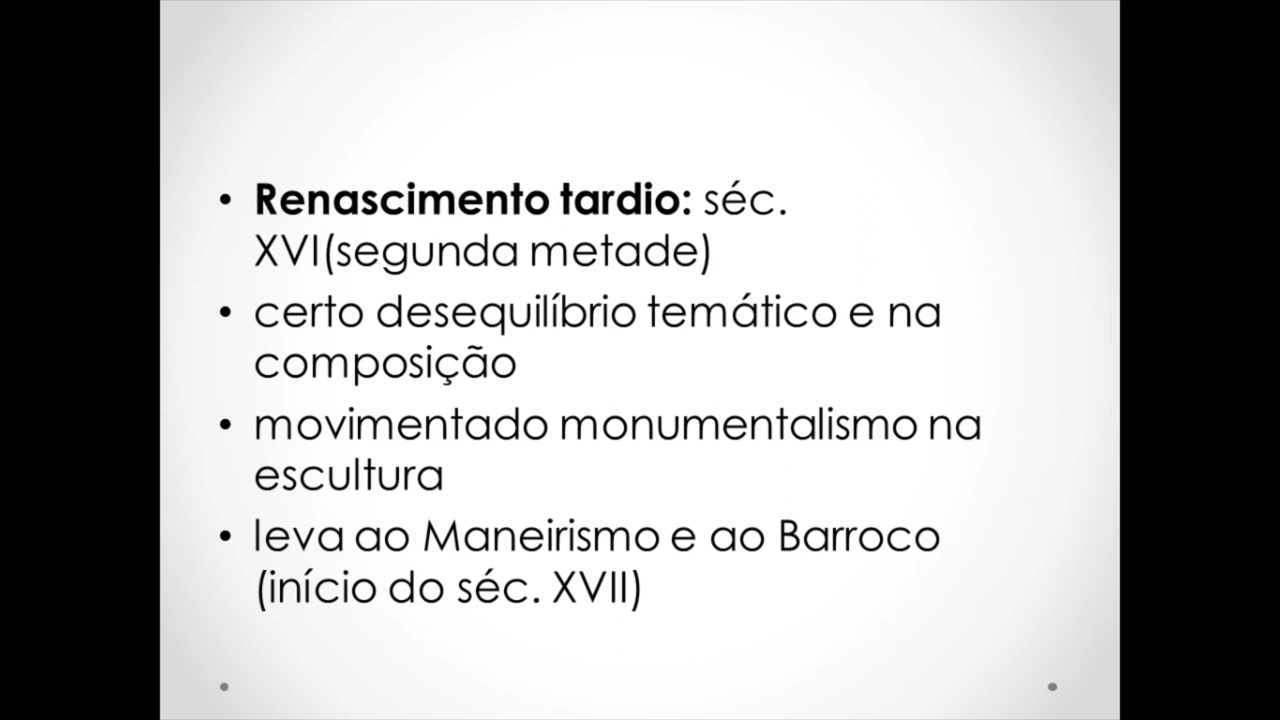 • Renascimento tardio: séc.
XVI(segunda metade)
• certo desequilíbrio temático e na
composição
• movimentado monumentalismo na
escultura
• leva ao Maneirismo e ao Barroco
(início do séc. XVII)